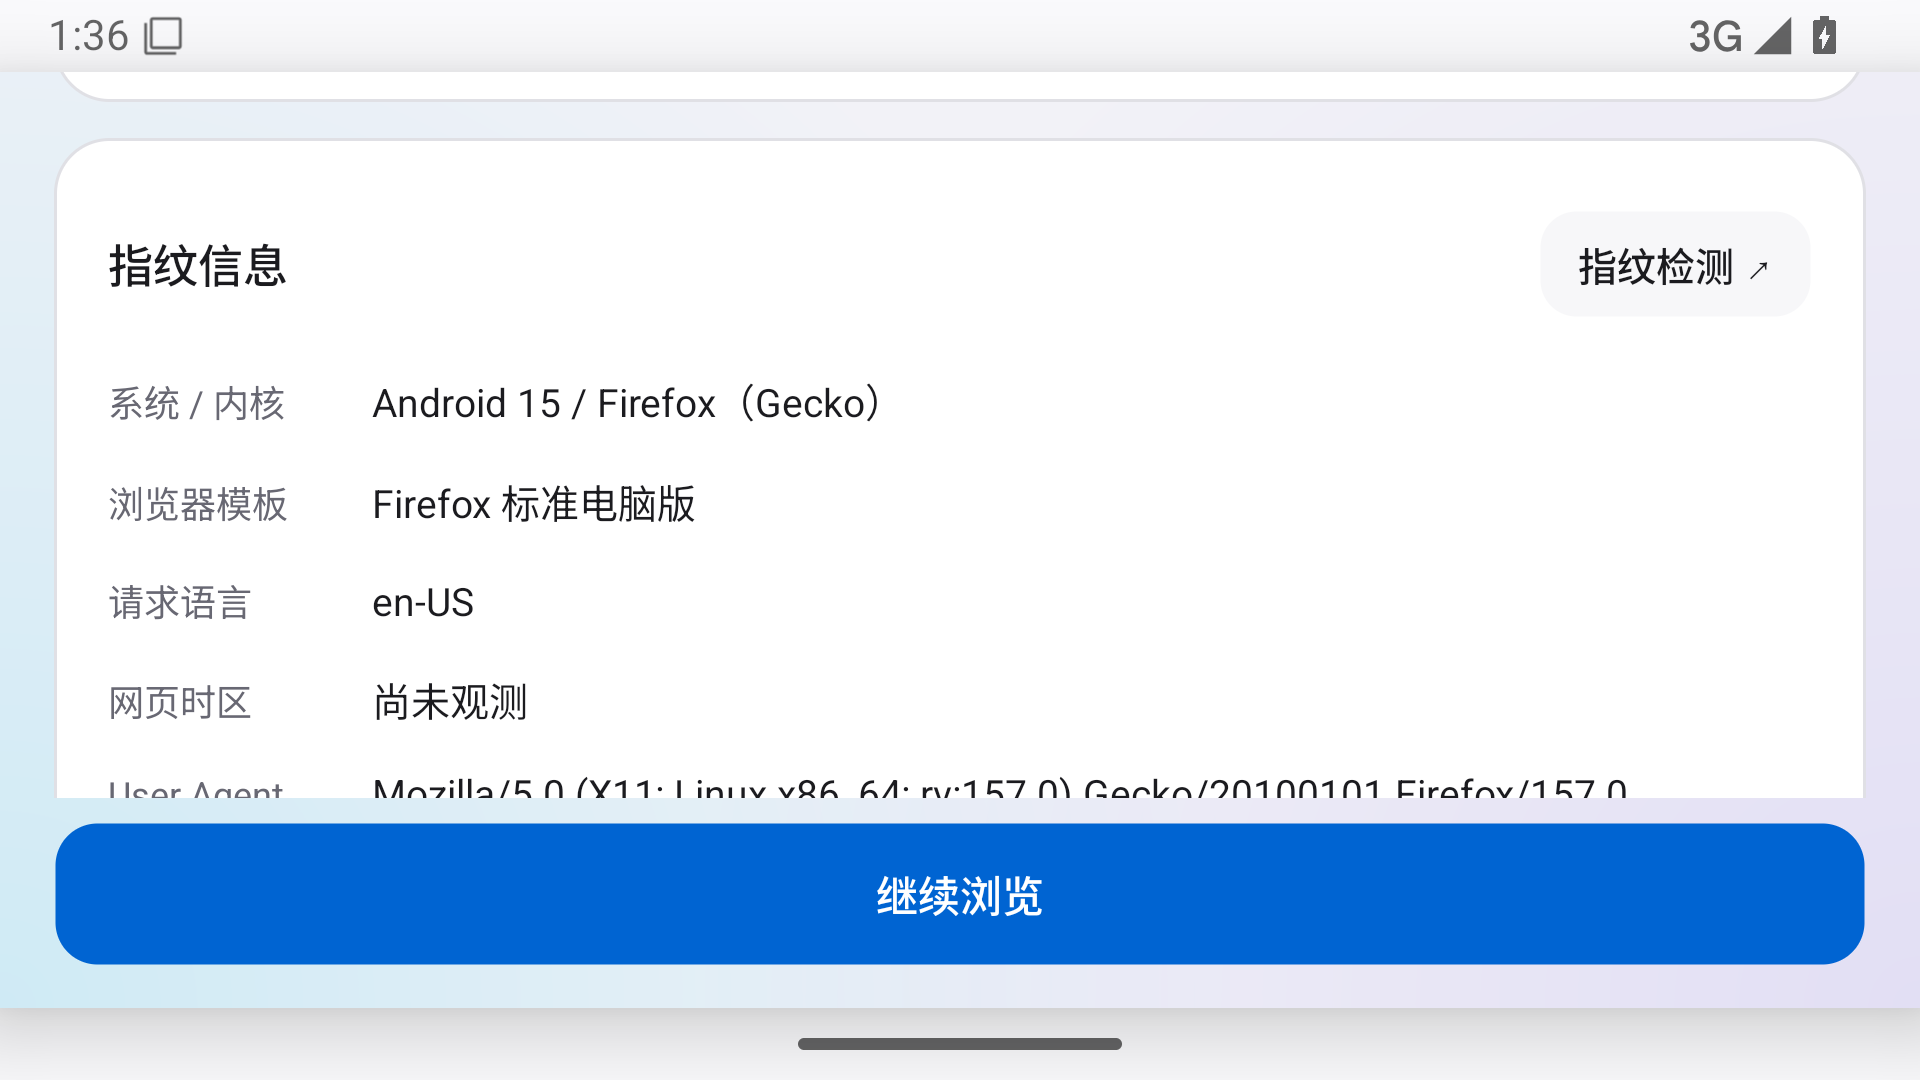 1:36
3G
指纹信息
指纹检测 ↗
系统 / 内核 Android 15 / Firefox（Gecko）
浏览器模板 Firefox 标准电脑版
请求语言 en-US
网页时区 尚未观测
User Agent Mozilla/5.0 (X11; Linux x86_64; rv:157.0) Gecko/20100101 Firefox/157.0
继续浏览